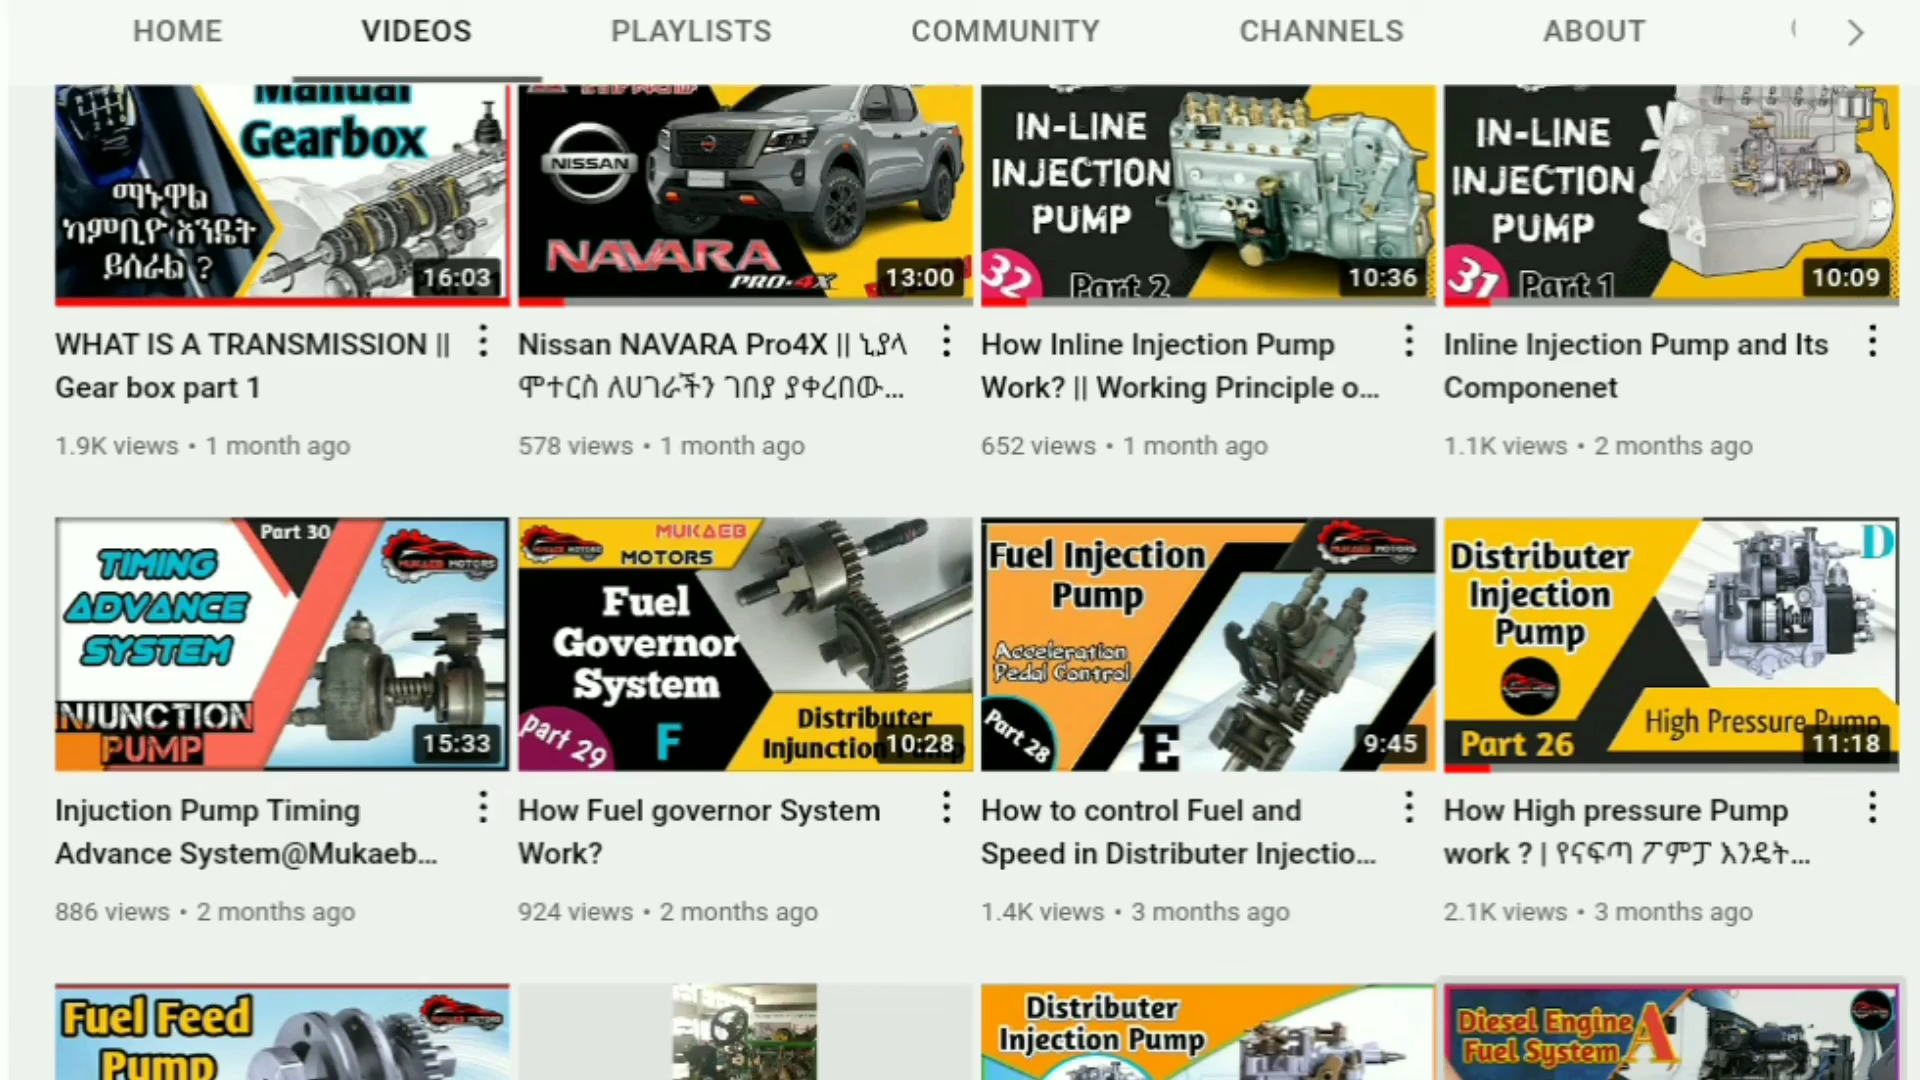 HOME VIDEOS PLAYLISTS COMMUNITY CHANNELS ABOUT
Manual
Gearbox
ማኑዋል
ካምቢዮ እንዴት
ይሰራል ?
16:03
NISSAN
NAVARA
PRO-4X
13:00
IN-LINE
INJECTION
PUMP
32
Part 2
10:36
IN-LINE
INJECTION
PUMP
31
Part 1
10:09
WHAT IS A TRANSMISSION ||
Gear box part 1
1.9K views • 1 month ago
Nissan NAVARA Pro4X || ኒያላ
ሞተርስ ለሀገራችን ገበያ ያቀረበው...
578 views • 1 month ago
How Inline Injection Pump
Work? || Working Principle o...
652 views • 1 month ago
Inline Injection Pump and Its
Componenet
1.1K views • 2 months ago
Part 30
TIMING
ADVANCE
SYSTEM
MUKAEB MOTORS
INJUNCTION
PUMP
15:33
MUKAEB
MOTORS
Fuel
Governor
System
part 29
F
Distributer
Injunction
10:28
Fuel Injection
Pump
MUKAEB MOTORS
Acceleration
Pedal Control
Part 28
E
9:45
Distributer
Injection
Pump
D
Part 26
High Pressure Pump
11:18
Injuction Pump Timing
Advance System@Mukaeb...
886 views • 2 months ago
How Fuel governor System
Work?
924 views • 2 months ago
How to control Fuel and
Speed in Distributer Injectio...
1.4K views • 3 months ago
How High pressure Pump
work ? | የናፍጣ ፖምፓ እንዴት...
2.1K views • 3 months ago
Fuel Feed
Pump
Distributer
Injection Pump
Diesel Engine
Fuel System
A